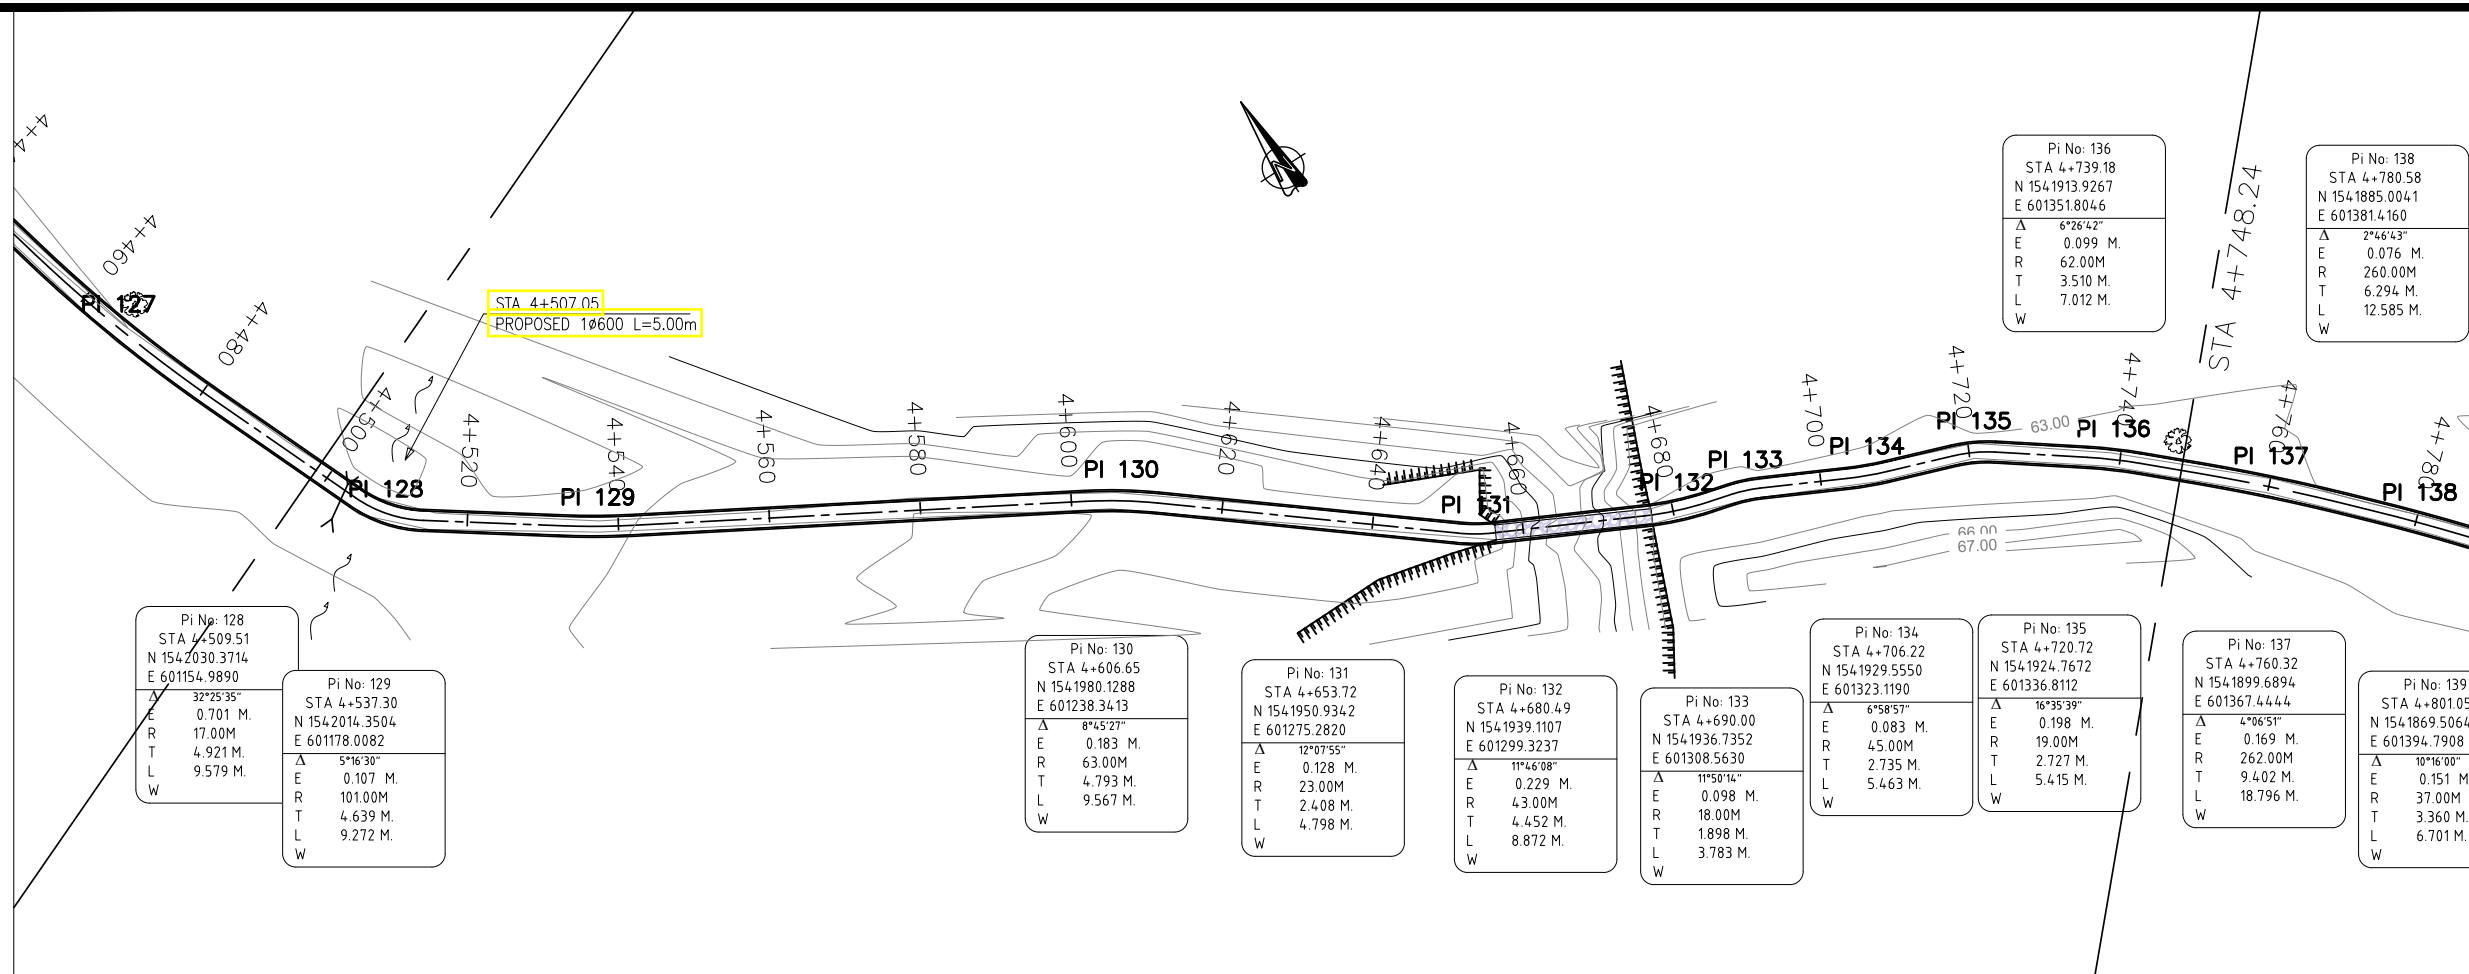 4+4
4+460
4+480
4+500
4+520
4+540
4+560
4+580
4+600
4+620
4+640
4+660
4+680
4+700
4+720
4+740
4+760
4+780
STA 4+507.05
PROPOSED 1ø600 L=5.00m
N
STA 4+748.24
PI 127
PI 128
PI 129
PI 130
PI 131
PI 132
PI 133
PI 134
PI 135
PI 136
PI 137
PI 138
63.00
66.00
67.00
Pi No: 136
STA 4+739.18
N 1541913.9267
E 601351.8046
Δ 6°26'42"
E 0.099 M.
R 62.00M
T 3.510 M.
L 7.012 M.
W
Pi No: 138
STA 4+780.58
N 1541885.0041
E 601381.4160
Δ 2°46'43"
E 0.076 M.
R 260.00M
T 6.294 M.
L 12.585 M.
W
Pi No: 128
STA 4+509.51
N 1542030.3714
E 601154.9890
Δ 32°25'35"
E 0.701 M.
R 17.00M
T 4.921 M.
L 9.579 M.
W
Pi No: 129
STA 4+537.30
N 1542014.3504
E 601178.0082
Δ 5°16'30"
E 0.107 M.
R 101.00M
T 4.639 M.
L 9.272 M.
W
Pi No: 130
STA 4+606.65
N 1541980.1288
E 601238.3413
Δ 8°45'27"
E 0.183 M.
R 63.00M
T 4.793 M.
L 9.567 M.
W
Pi No: 131
STA 4+653.72
N 1541950.9342
E 601275.2820
Δ 12°07'55"
E 0.128 M.
R 23.00M
T 2.408 M.
L 4.798 M.
W
Pi No: 132
STA 4+680.49
N 1541939.1107
E 601299.3237
Δ 11°46'08"
E 0.229 M.
R 43.00M
T 4.452 M.
L 8.872 M.
W
Pi No: 133
STA 4+690.00
N 1541936.7352
E 601308.5630
Δ 11°50'14"
E 0.098 M.
R 18.00M
T 1.898 M.
L 3.783 M.
W
Pi No: 134
STA 4+706.22
N 1541929.5550
E 601323.1190
Δ 6°58'57"
E 0.083 M.
R 45.00M
T 2.735 M.
L 5.463 M.
W
Pi No: 135
STA 4+720.72
N 1541924.7672
E 601336.8112
Δ 16°35'39"
E 0.198 M.
R 19.00M
T 2.727 M.
L 5.415 M.
W
Pi No: 137
STA 4+760.32
N 1541899.6894
E 601367.4444
Δ 4°06'51"
E 0.169 M.
R 262.00M
T 9.402 M.
L 18.796 M.
W
Pi No: 139
STA 4+801.05
N 1541869.5064
E 601394.7908
Δ 10°16'00"
E 0.151 M.
R 37.00M
T 3.360 M.
L 6.701 M.
W